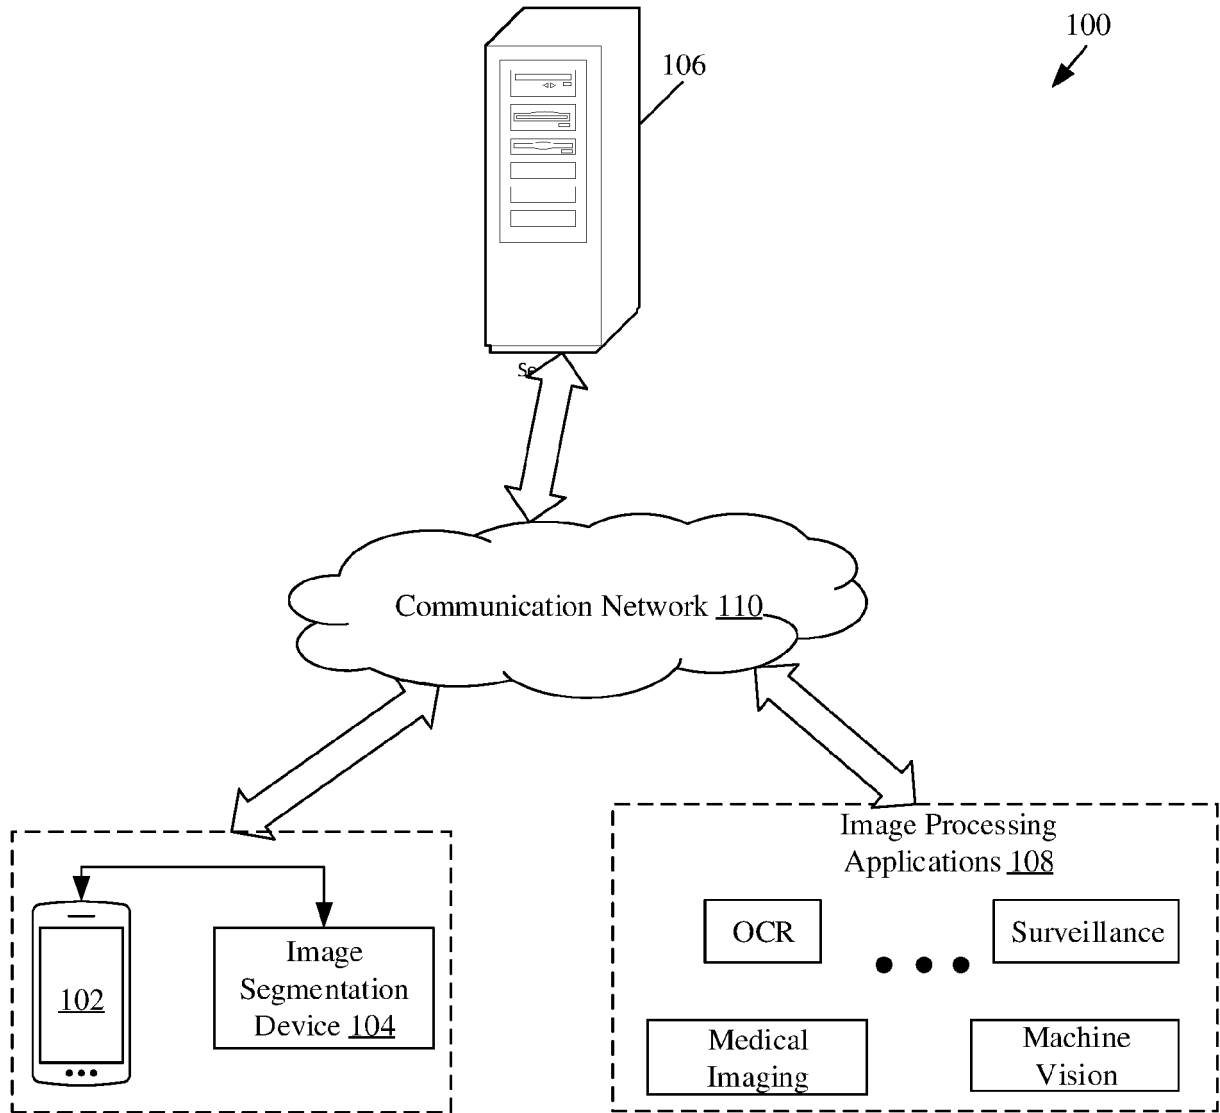 100
106
Communication Network 110
Image Processing
Applications 108
OCR
Surveillance
Image
Segmentation
Device 104
102
Medical
Imaging
Machine
Vision